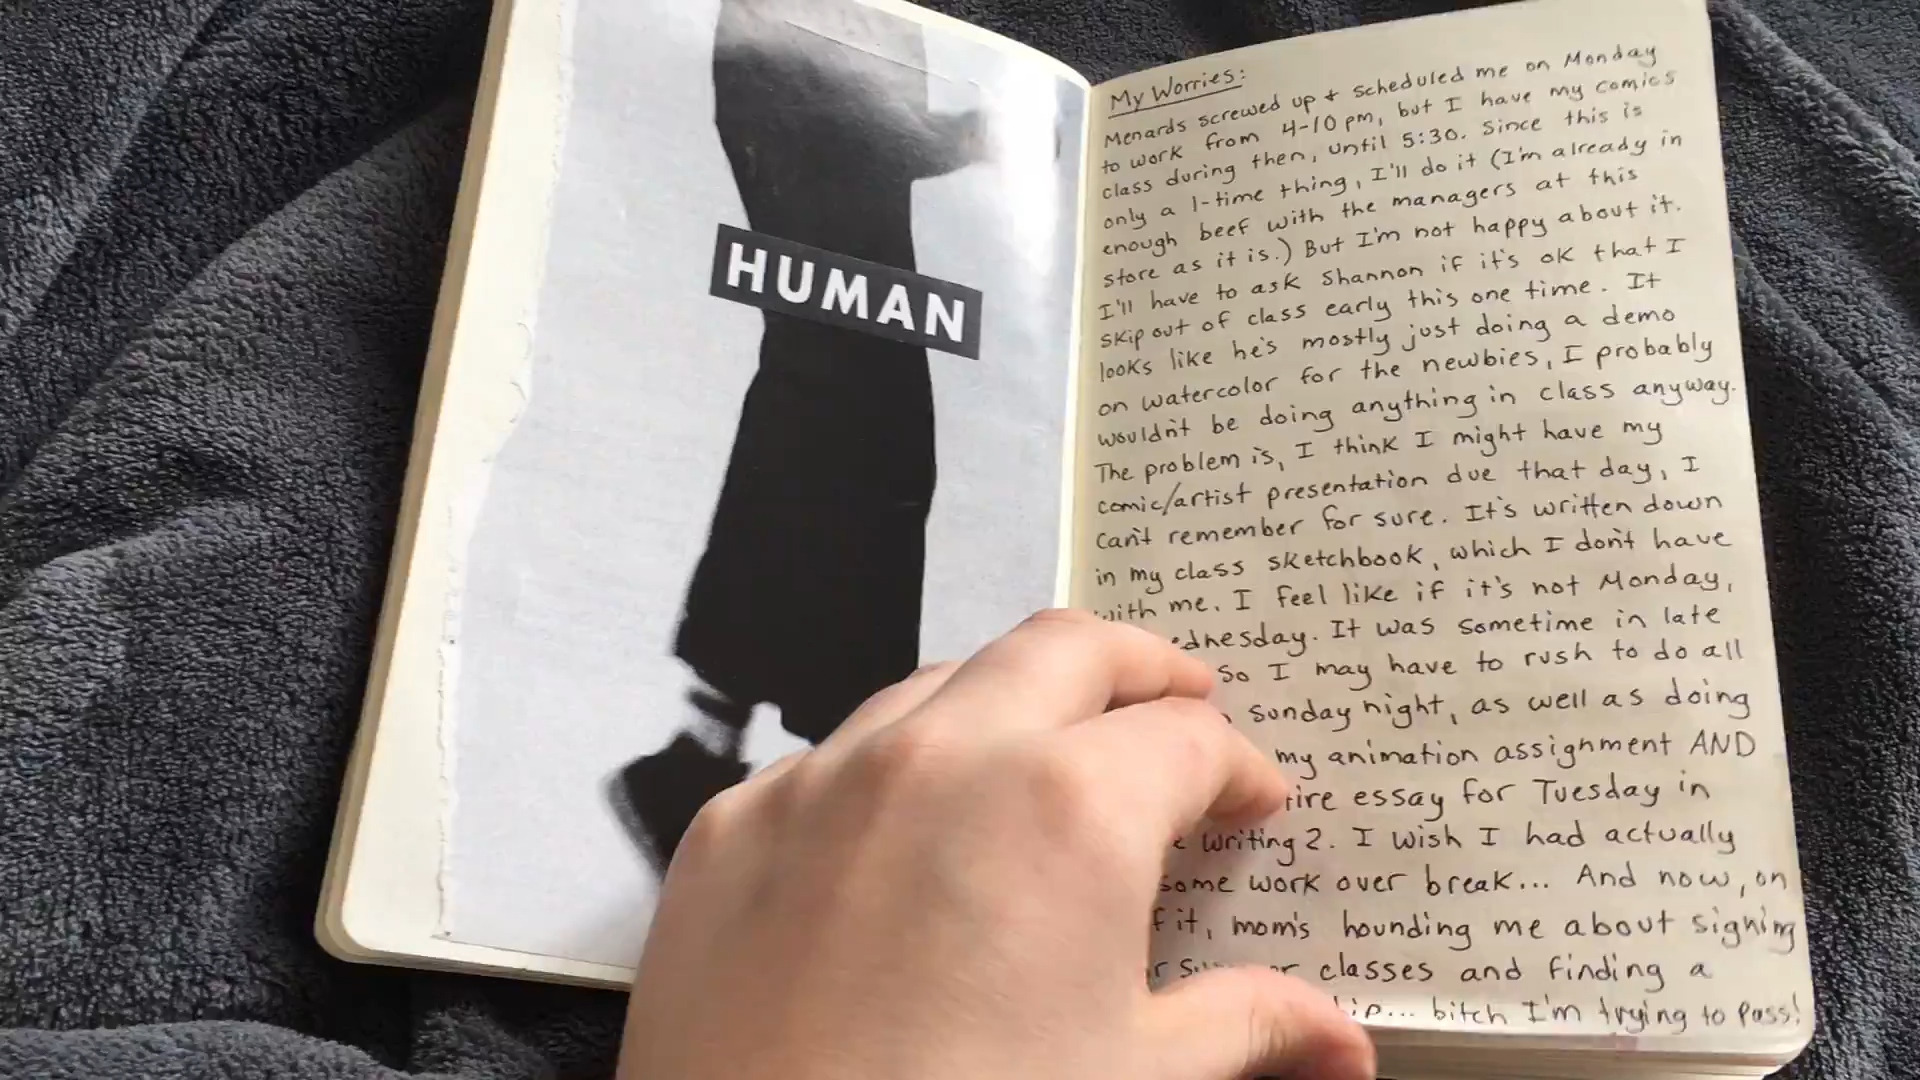 HUMAN
My Worries:
Menards screwed up + scheduled me on Monday
to work from 4-10 pm, but I have my comics
class during then, until 5:30. Since this is
only a 1-time thing, I'll do it (I'm already in
enough beef with the managers at this
store as it is.) But I'm not happy about it.
I'll have to ask Shannon if it's ok that I
skip out of class early this one time. It
looks like he's mostly just doing a demo
on watercolor for the newbies, I probably
wouldn't be doing anything in class anyway.
The problem is, I think I might have my
comic/artist presentation due that day, I
can't remember for sure. It's written down
in my class sketchbook, which I don't have
with me. I feel like if it's not Monday,
It was sometime in late
So I may have to rush to do all
Sunday night, as well as doing
my animation assignment AND
essay for Tuesday in
writing 2. I wish I had actually
some work over break... And now, on
it, mom's hounding me about signing
classes and finding a
... bitch I'm trying to pass!